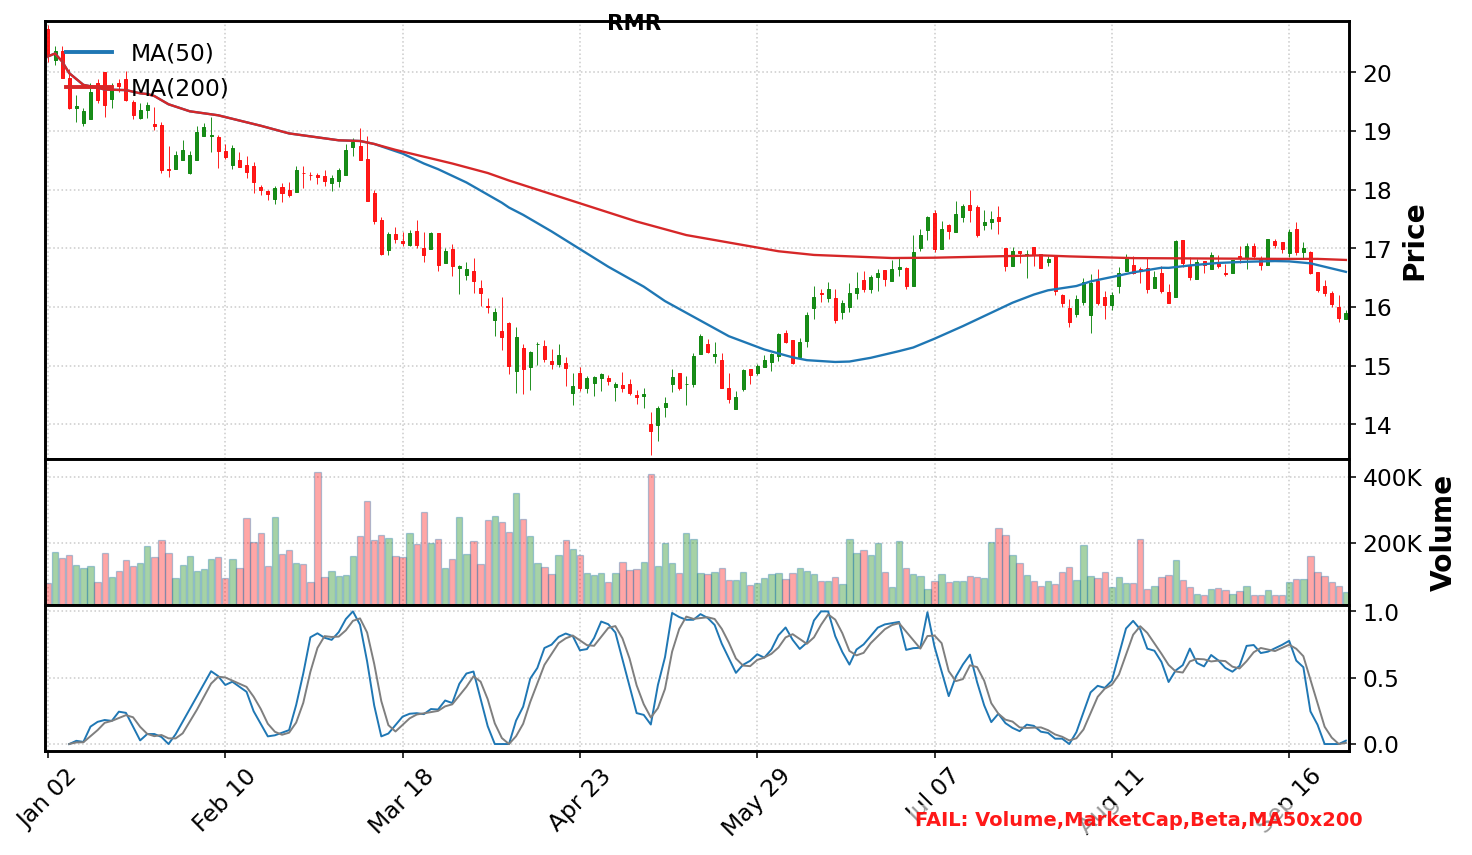 RMR
MA(50)
MA(200)
20
19
18
17
16
15
14
Price
400K
200K
Volume
1.0
0.5
0.0
Jan 02
Feb 10
Mar 18
Apr 23
May 29
Jul 07
Aug 11
Sep 16
FAIL: Volume,MarketCap,Beta,MA50x200